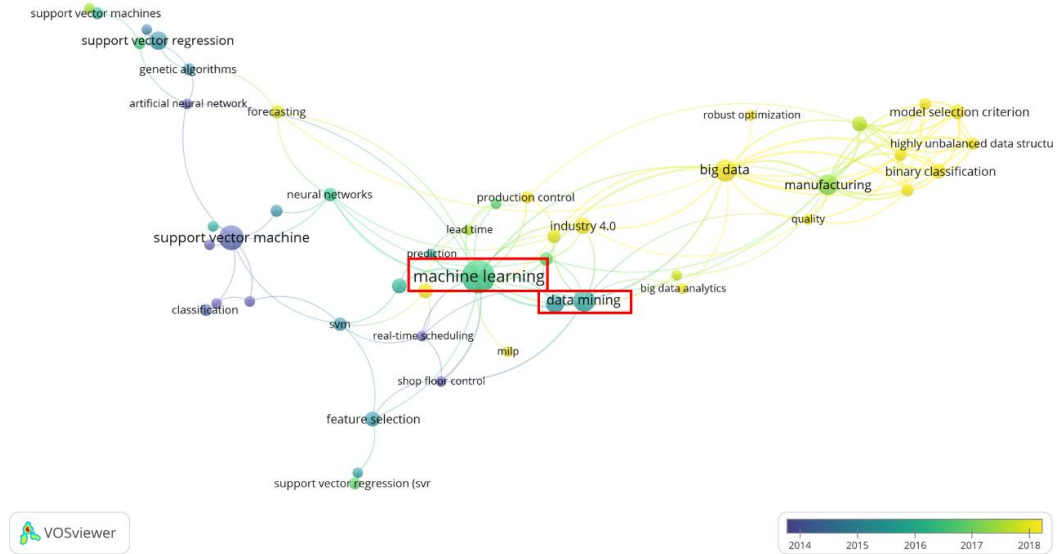 support vector machines
support vector regression
genetic algorithms
artificial neural network
forecasting
robust optimization
model selection criterion
highly unbalanced data structu
big data
binary classification
manufacturing
neural networks
production control
quality
industry 4.0
lead time
support vector machine
prediction
machine learning
big data analytics
data mining
classification
svm
real-time scheduling
milp
shop floor control
feature selection
support vector regression (svr
VOSviewer
2014 2015 2016 2017 2018